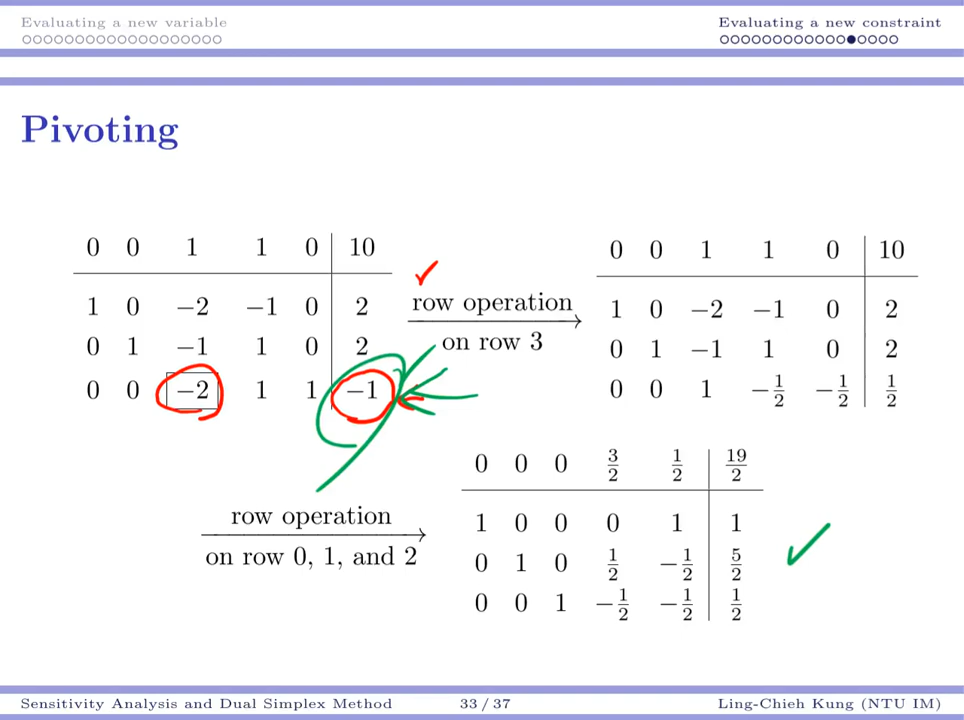 Evaluating a new variable
Evaluating a new constraint
Pivoting
0 0 1 1 0 10
1 0 −2 −1 0 2
0 1 −1 1 0 2
0 0 −2 1 1 −1
row operation
on row 3
0 0 1 1 0 10
1 0 −2 −1 0 2
0 1 −1 1 0 2
0 0 1 −1/2 −1/2 1/2
row operation
on row 0, 1, and 2
0 0 0 3/2 1/2 19/2
1 0 0 0 1 1
0 1 0 1/2 −1/2 5/2
0 0 1 −1/2 −1/2 1/2
Sensitivity Analysis and Dual Simplex Method
33 / 37
Ling-Chieh Kung (NTU IM)